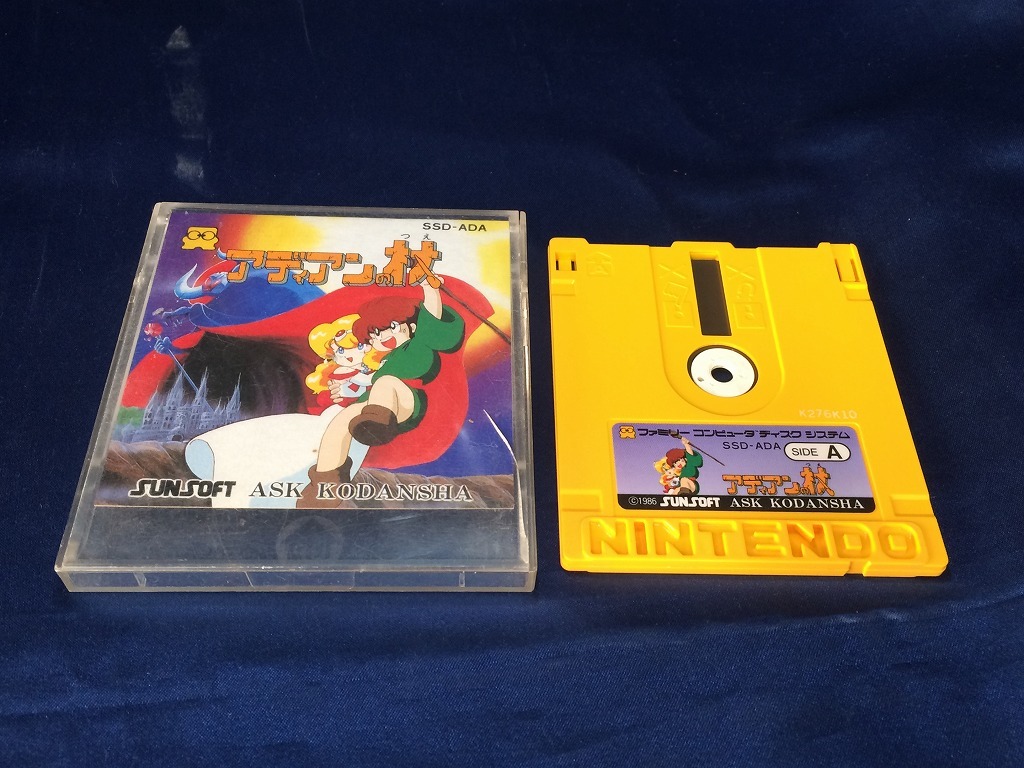 SSD-ADA
つえ
アディアンの杖
SUNSOFT ASK KODANSHA
K276K10
ファミリー コンピュータ ディスク システム
SSD-ADA
SIDE A
アディアンの杖
©1986 SUNSOFT ASK KODANSHA
NINTENDO